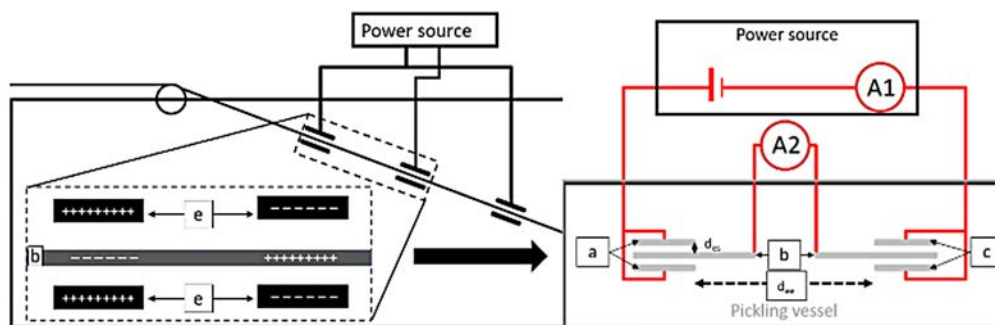 Power source
+++++++++
e
− − − − − −
b
− − − − − −
+++++++++
+++++++++
e
− − − − − −
Power source
A1
A2
a
d_es
b
c
d_ee
Pickling vessel